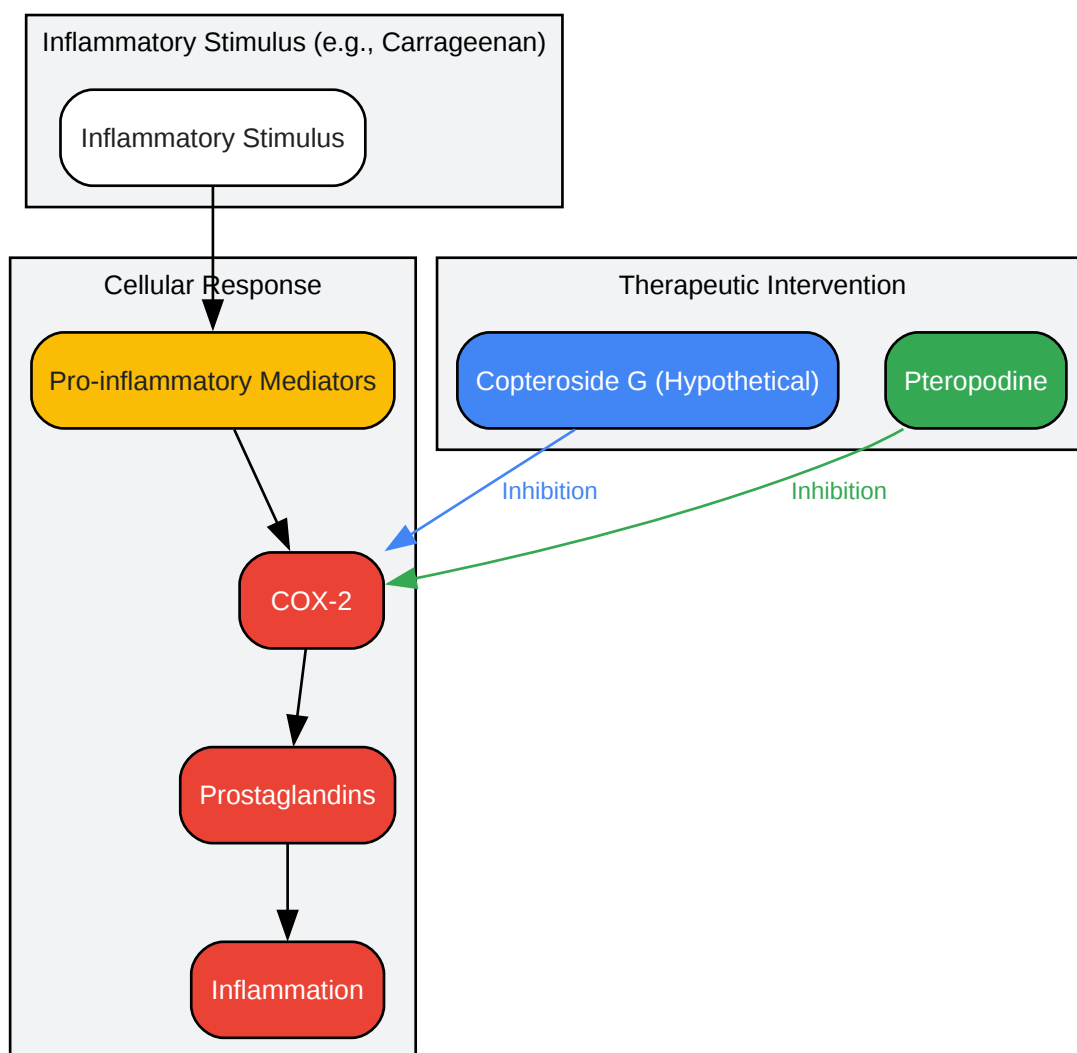 Inflammatory Stimulus (e.g., Carrageenan)
Inflammatory Stimulus
Cellular Response
Therapeutic Intervention
Pro-inflammatory Mediators
Copteroside G (Hypothetical)
Pteropodine
Inhibition
Inhibition
COX-2
Prostaglandins
Inflammation